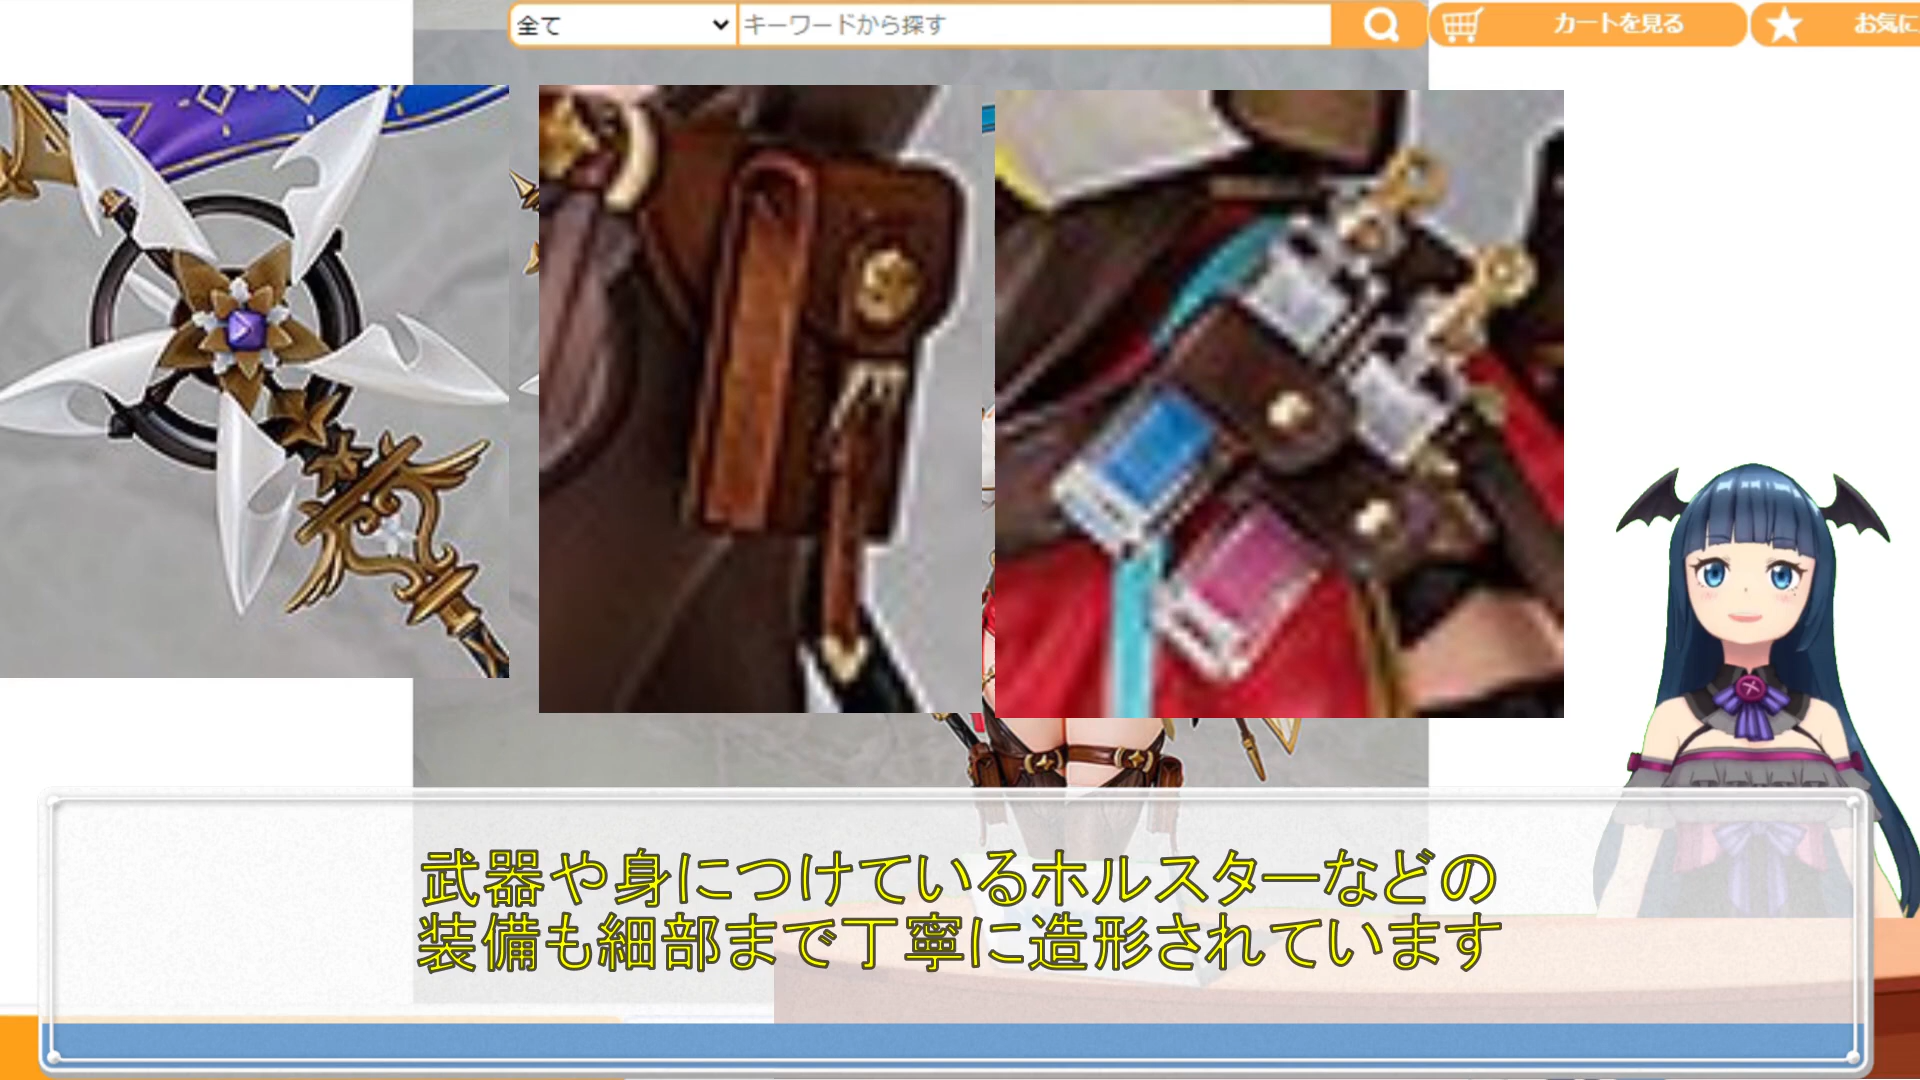 全て
キーワードから探す
カートを見る
お気に
武器や身につけているホルスターなどの
装備も細部まで丁寧に造形されています